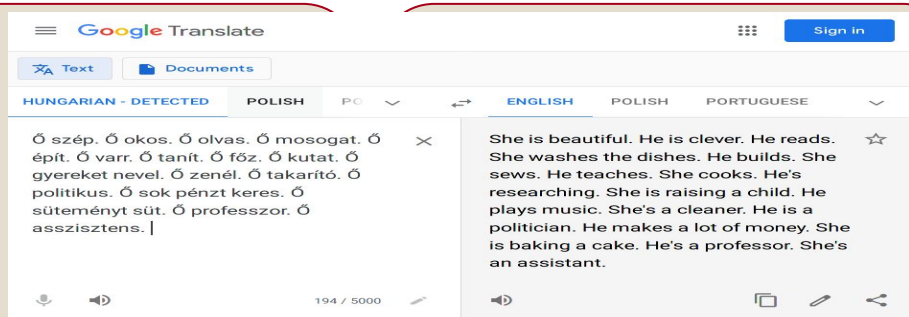 Google Translate
Sign in
Text
Documents
HUNGARIAN - DETECTED
POLISH
PO
ENGLISH
POLISH
PORTUGUESE
Ő szép. Ő okos. Ő olvas. Ő mosogat. Ő
épít. Ő varr. Ő tanít. Ő főz. Ő kutat. Ő
gyereket nevel. Ő zenél. Ő takarító. Ő
politikus. Ő sok pénzt keres. Ő
süteményt süt. Ő professzor. Ő
asszisztens.
194 / 5000
She is beautiful. He is clever. He reads.
She washes the dishes. He builds. She
sews. He teaches. She cooks. He's
researching. She is raising a child. He
plays music. She's a cleaner. He is a
politician. He makes a lot of money. She
is baking a cake. He's a professor. She's
an assistant.